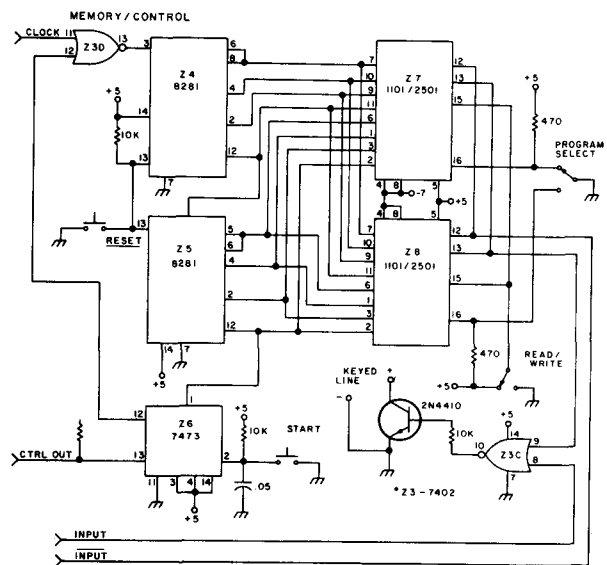 MEMORY/CONTROL
CLOCK 11 13
12 Z3D 3
Z4
8281
6
8
4
2
12
+5
14
10K
13
7
RESET
13
Z5
8281
5
6
4
2
12
14 7
+5
1
12
Z6
7473
CTRL OUT 13
2
11 3 4 14
+5
+5
10K
START
.05
7
10
9
11
6
1
3
2
Z7
1101/2501
12
13
15
16
4 8 5
-7
+5
+5
470
PROGRAM
SELECT
4 8 5
7
10
9
11
6
1
3
2
Z8
1101/2501
12
13
15
16
470
+5
READ/
WRITE
KEYED
LINE
+
-
2N4410
10K
10 Z3C
+5
14
9
8
7
*Z3-7402
INPUT
INPUT